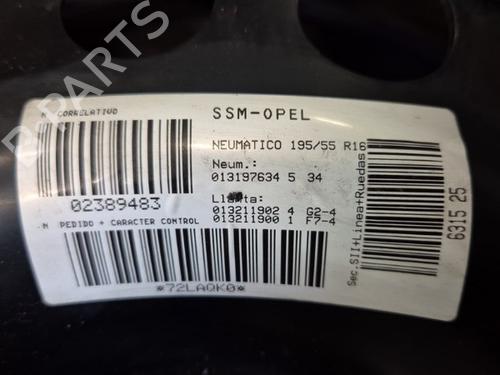 N CORRELATIVO
02389483
N PEDIDO + CARACTER CONTROL
*72LAQK0*
SSM-OPEL
NEUMATICO 195/55 R16
Neum.:
013197634 5 34
Llanta:
013211902 4 G2-4
013211900 1 F7-4
Sec.SII+Linea+Ruedas
6315 25
B-PARTS